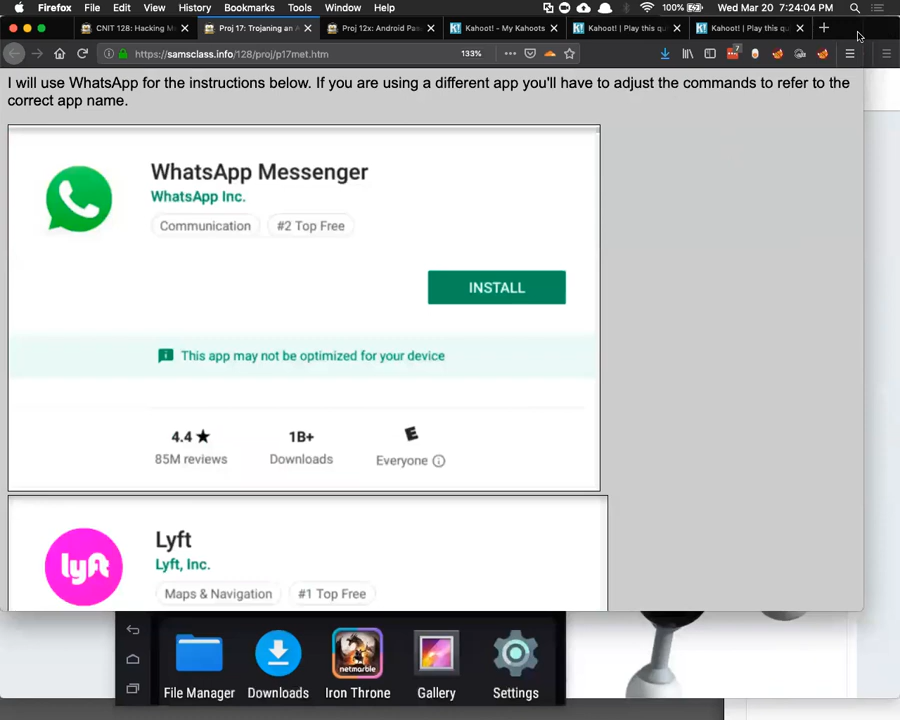 Firefox File Edit View History Bookmarks Tools Window Help 100% Wed Mar 20 7:24:04 PM
CNIT 128: Hacking M Proj 17: Trojaning an A Proj 12x: Android Pas Kahoot! - My Kahoots Kahoot! | Play this qu Kahoot! | Play this qu
https://samsclass.info/128/proj/p17met.htm 133% 7
I will use WhatsApp for the instructions below. If you are using a different app you'll have to adjust the commands to refer to the
correct app name.
WhatsApp Messenger
WhatsApp Inc.
Communication #2 Top Free
INSTALL
This app may not be optimized for your device
4.4 ★ 1B+ E
85M reviews Downloads Everyone
Lyft
lyft
Lyft, Inc.
Maps & Navigation #1 Top Free
netmarble
File Manager Downloads Iron Throne Gallery Settings